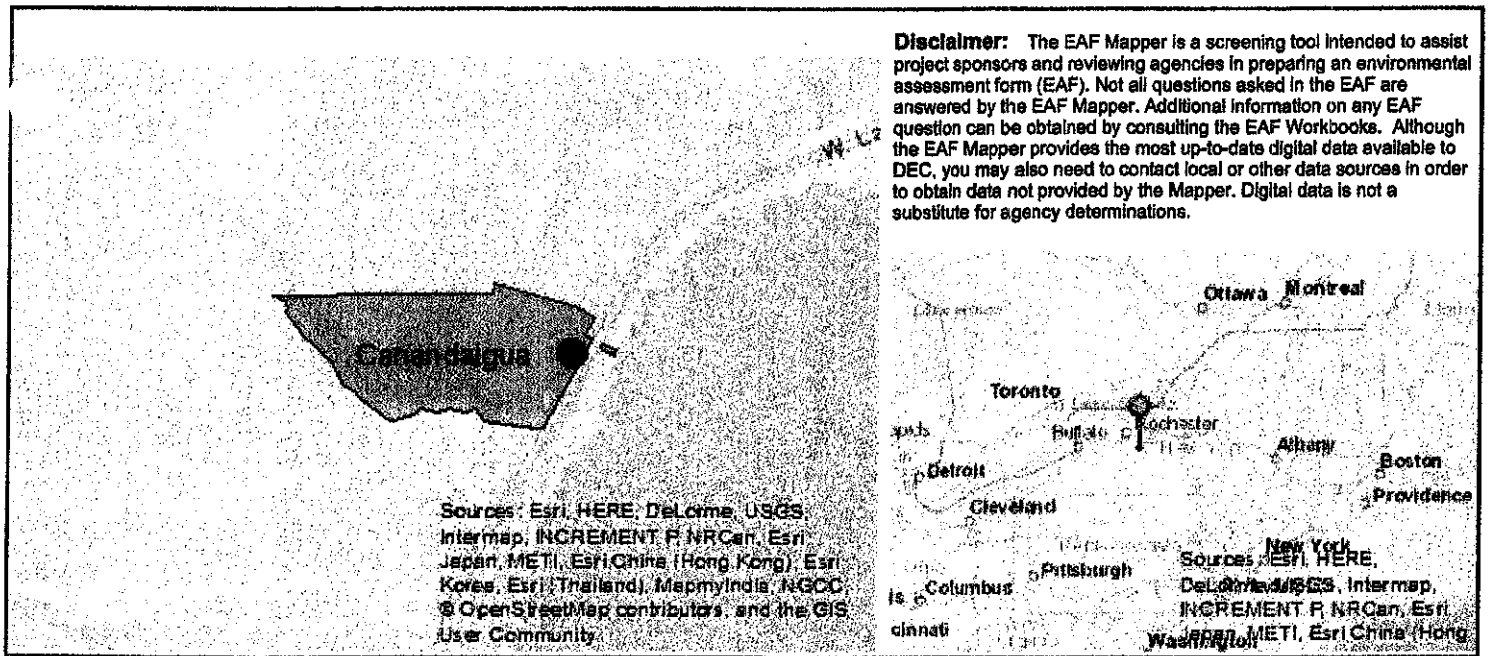 Disclaimer: The EAF Mapper is a screening tool intended to assist
project sponsors and reviewing agencies in preparing an environmental
assessment form (EAF). Not all questions asked in the EAF are
answered by the EAF Mapper. Additional information on any EAF
question can be obtained by consulting the EAF Workbooks. Although
the EAF Mapper provides the most up-to-date digital data available to
DEC, you may also need to contact local or other data sources in order
to obtain data not provided by the Mapper. Digital data is not a
substitute for agency determinations.
Canandaigua
Sources: Esri, HERE, DeLorme, USGS,
Intermap, INCREMENT P, NRCan, Esri
Japan, METI, Esri China (Hong Kong), Esri
Korea, Esri (Thailand), MapmyIndia, NGCC,
© OpenStreetMap contributors, and the GIS
User Community
Ottawa
Montreal
Toronto
Rochester
Buffalo
Albany
Boston
Detroit
Providence
Cleveland
New York
Pittsburgh
Columbus
cinnati
Washington
Sources: Esri, HERE,
DeLorme, USGS, Intermap,
INCREMENT P, NRCan, Esri
Japan, METI, Esri China (Hong